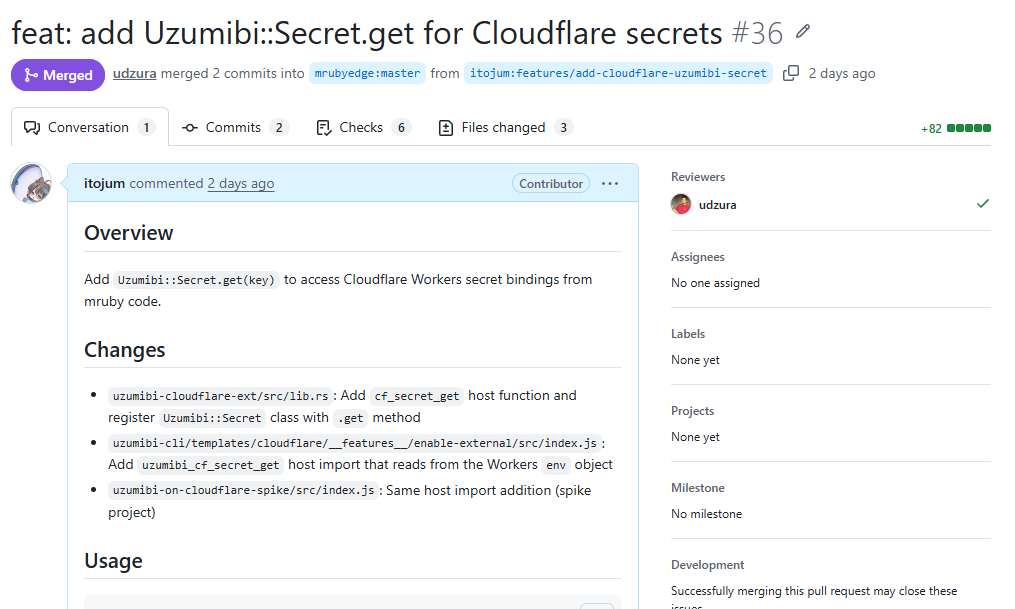 feat: add Uzumibi::Secret.get for Cloudflare secrets #36
Merged udzura merged 2 commits into mrubyedge:master from itojum:features/add-cloudflare-uzumibi-secret 2 days ago
Conversation 1 Commits 2 Checks 6 Files changed 3 +82
itojum commented 2 days ago Contributor
Overview
Add Uzumibi::Secret.get(key) to access Cloudflare Workers secret bindings from
mruby code.
Changes
uzumibi-cloudflare-ext/src/lib.rs : Add cf_secret_get host function and
register Uzumibi::Secret class with .get method
uzumibi-cli/templates/cloudflare/__features__/enable-external/src/index.js :
Add uzumibi_cf_secret_get host import that reads from the Workers env object
uzumibi-on-cloudflare-spike/src/index.js : Same host import addition (spike
project)
Usage
Reviewers
udzura
Assignees
No one assigned
Labels
None yet
Projects
None yet
Milestone
No milestone
Development
Successfully merging this pull request may close these
issues.